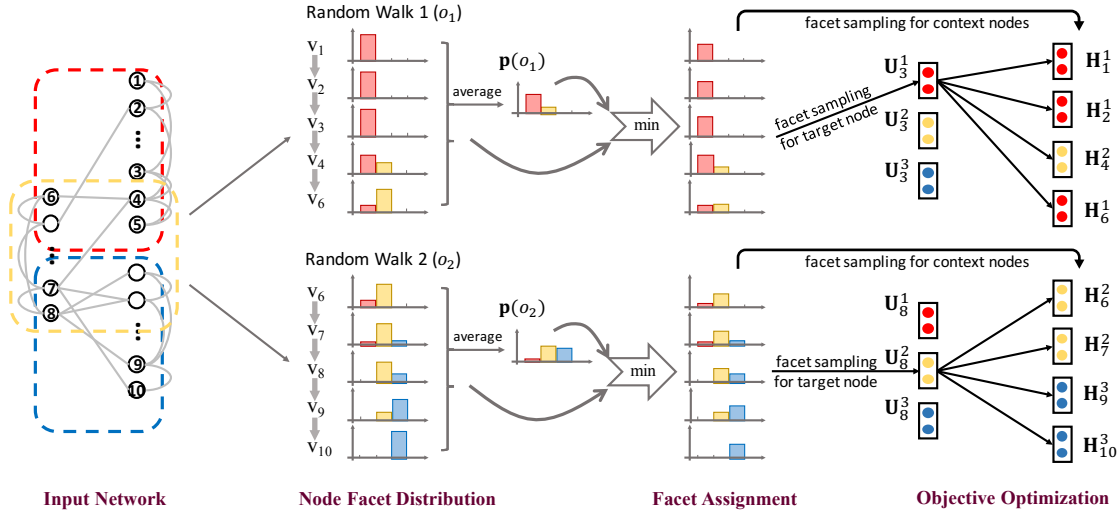 Random Walk 1 (o₁)
facet sampling for context nodes
①
②
③
④
⑤
⑥
⑦
⑧
⑨
⑩
v₁
v₂
v₃
v₄
v₆
average
p(o₁)
min
facet sampling
for target node
U₃¹
U₃²
U₃³
H₁¹
H₂¹
H₄²
H₆¹
Random Walk 2 (o₂)
facet sampling for context nodes
v₆
v₇
v₈
v₉
v₁₀
average
p(o₂)
min
facet sampling
for target node
U₈¹
U₈²
U₈³
H₆²
H₇²
H₉³
H₁₀³
Input Network
Node Facet Distribution
Facet Assignment
Objective Optimization